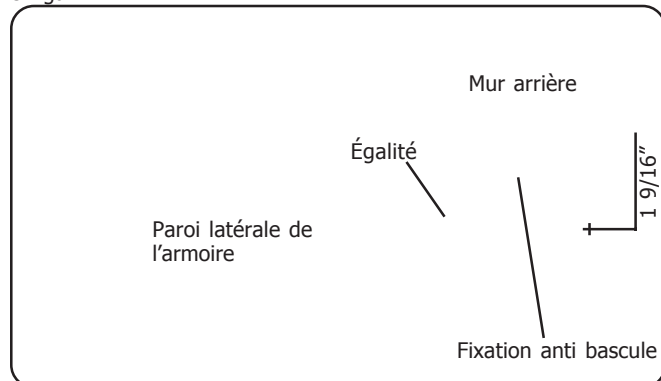 Mur arrière
Égalité
1 9/16"
Paroi latérale de
l'armoire
Fixation anti bascule